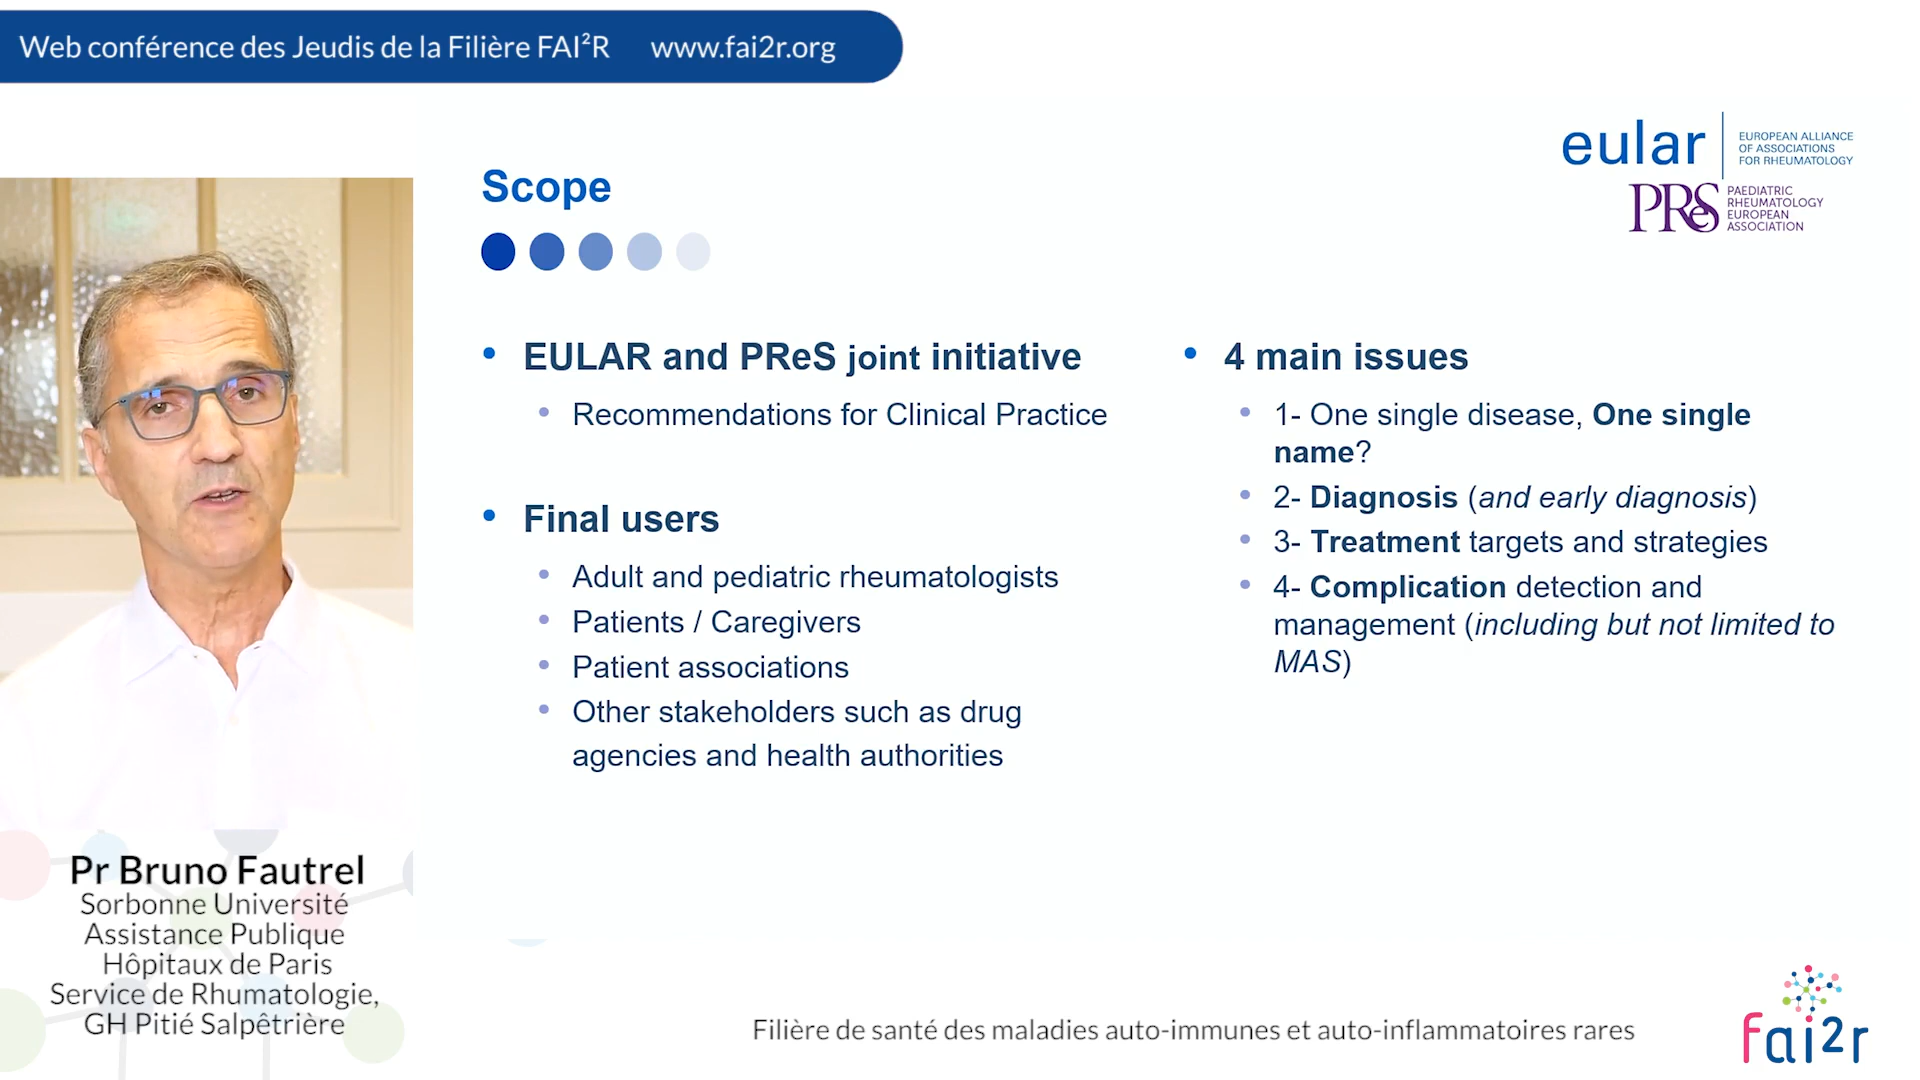 Web conférence des Jeudis de la Filière FAI²R www.fai2r.org
eular
EUROPEAN ALLIANCE
OF ASSOCIATIONS
FOR RHEUMATOLOGY
PReS
PAEDIATRIC
RHEUMATOLOGY
EUROPEAN
ASSOCIATION
Scope
• EULAR and PReS joint initiative
• Recommendations for Clinical Practice
• Final users
• Adult and pediatric rheumatologists
• Patients / Caregivers
• Patient associations
• Other stakeholders such as drug
agencies and health authorities
• 4 main issues
• 1- One single disease, One single
name?
• 2- Diagnosis (and early diagnosis)
• 3- Treatment targets and strategies
• 4- Complication detection and
management (including but not limited to
MAS)
Pr Bruno Fautrel
Sorbonne Université
Assistance Publique
Hôpitaux de Paris
Service de Rhumatologie,
GH Pitié Salpêtrière
Filière de santé des maladies auto-immunes et auto-inflammatoires rares
fai2r